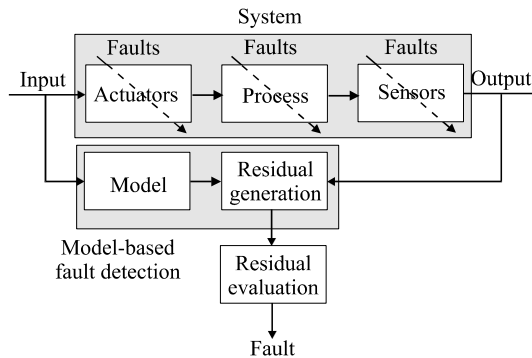 System
Faults
Faults
Faults
Input
Output
Actuators
Process
Sensors
Model
Residual
generation
Model-based
fault detection
Residual
evaluation
Fault